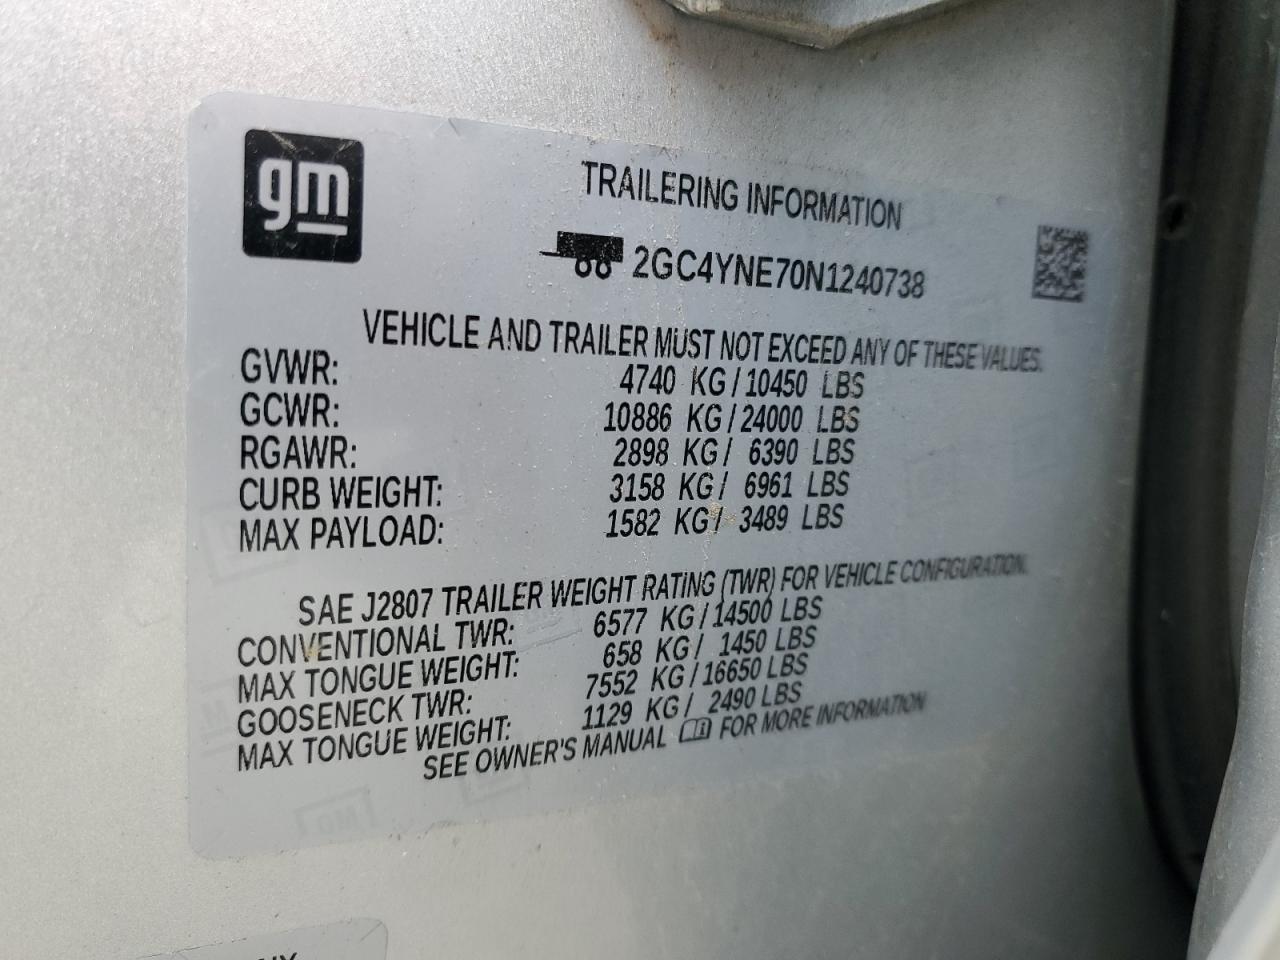 gm
TRAILERING INFORMATION
2GC4YNE70N1240738
VEHICLE AND TRAILER MUST NOT EXCEED ANY OF THESE VALUES.
GVWR: 4740 KG/10450 LBS
GCWR: 10886 KG/24000 LBS
RGAWR: 2898 KG/ 6390 LBS
CURB WEIGHT: 3158 KG/ 6961 LBS
MAX PAYLOAD: 1582 KG/ 3489 LBS
SAE J2807 TRAILER WEIGHT RATING (TWR) FOR VEHICLE CONFIGURATION.
CONVENTIONAL TWR: 6577 KG/14500 LBS
MAX TONGUE WEIGHT: 658 KG/ 1450 LBS
GOOSENECK TWR: 7552 KG/16650 LBS
MAX TONGUE WEIGHT: 1129 KG/ 2490 LBS
SEE OWNER'S MANUAL FOR MORE INFORMATION